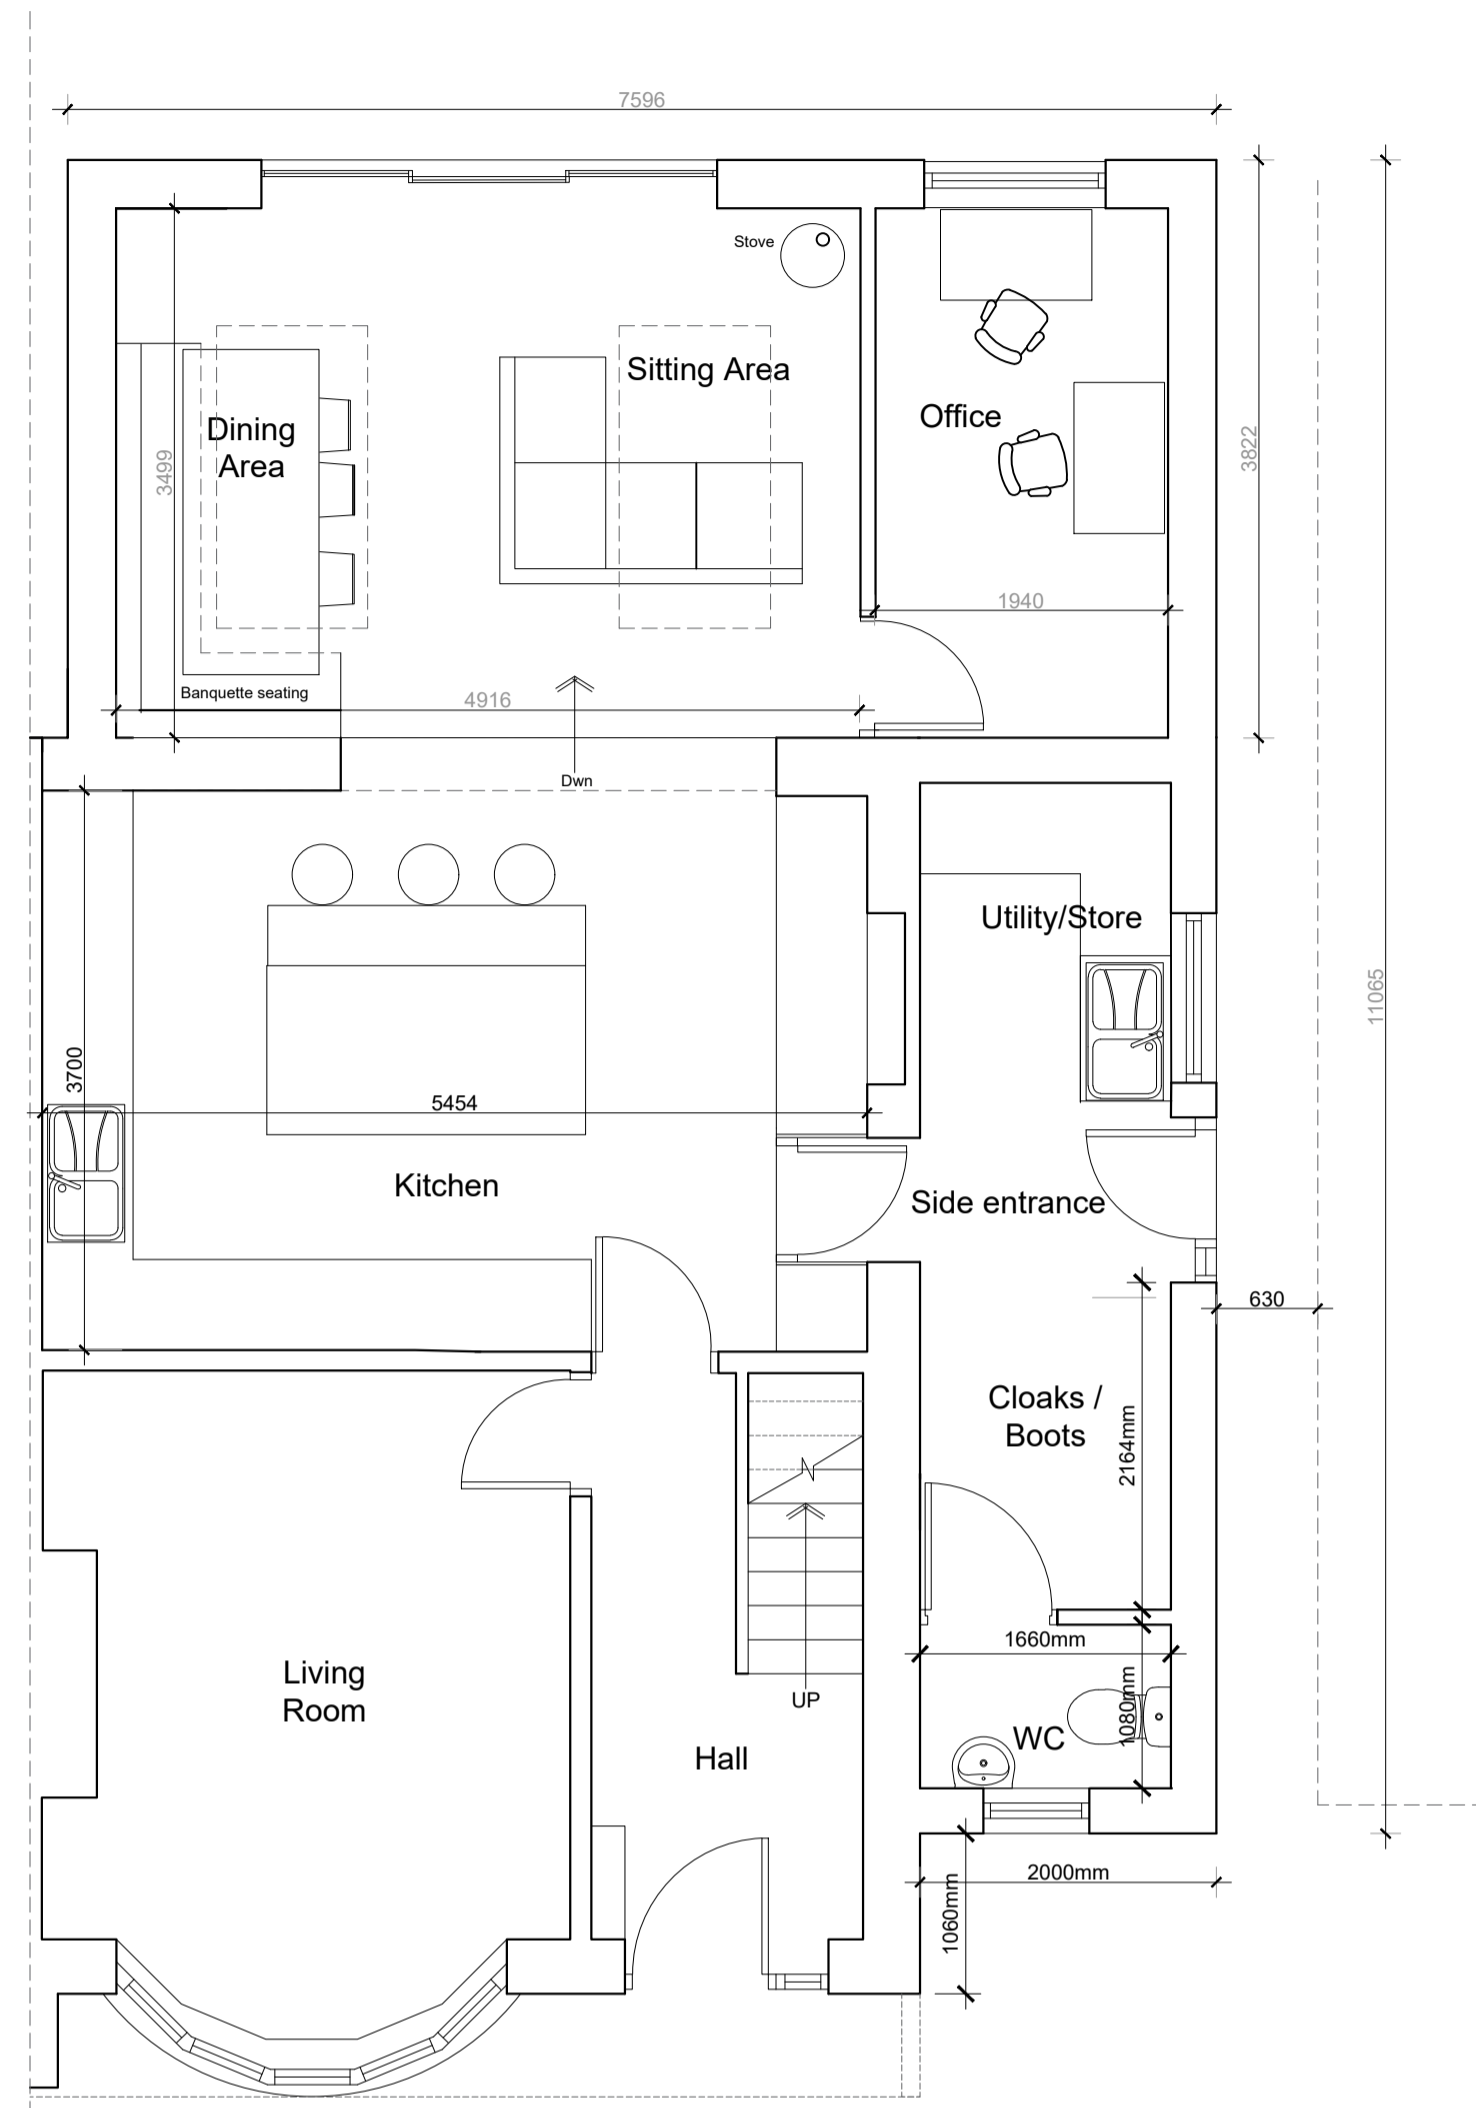 7596
Stove
Sitting Area
Dining
Area
Office
3499
3822
1940
Banquette seating
4916
Dwn
Utility/Store
11065
3700
5454
Kitchen
Side entrance
630
Cloaks /
Boots
2164mm
1660mm
Living
Room
UP
1080mm
WC
Hall
2000mm
1060mm